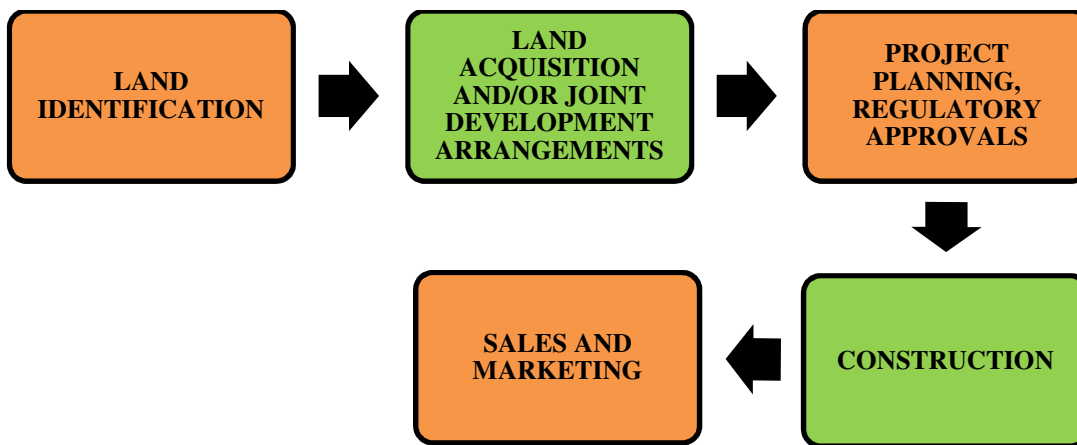 LAND
IDENTIFICATION
LAND
ACQUISITION
AND/OR JOINT
DEVELOPMENT
ARRANGEMENTS
PROJECT
PLANNING,
REGULATORY
APPROVALS
CONSTRUCTION
SALES AND
MARKETING